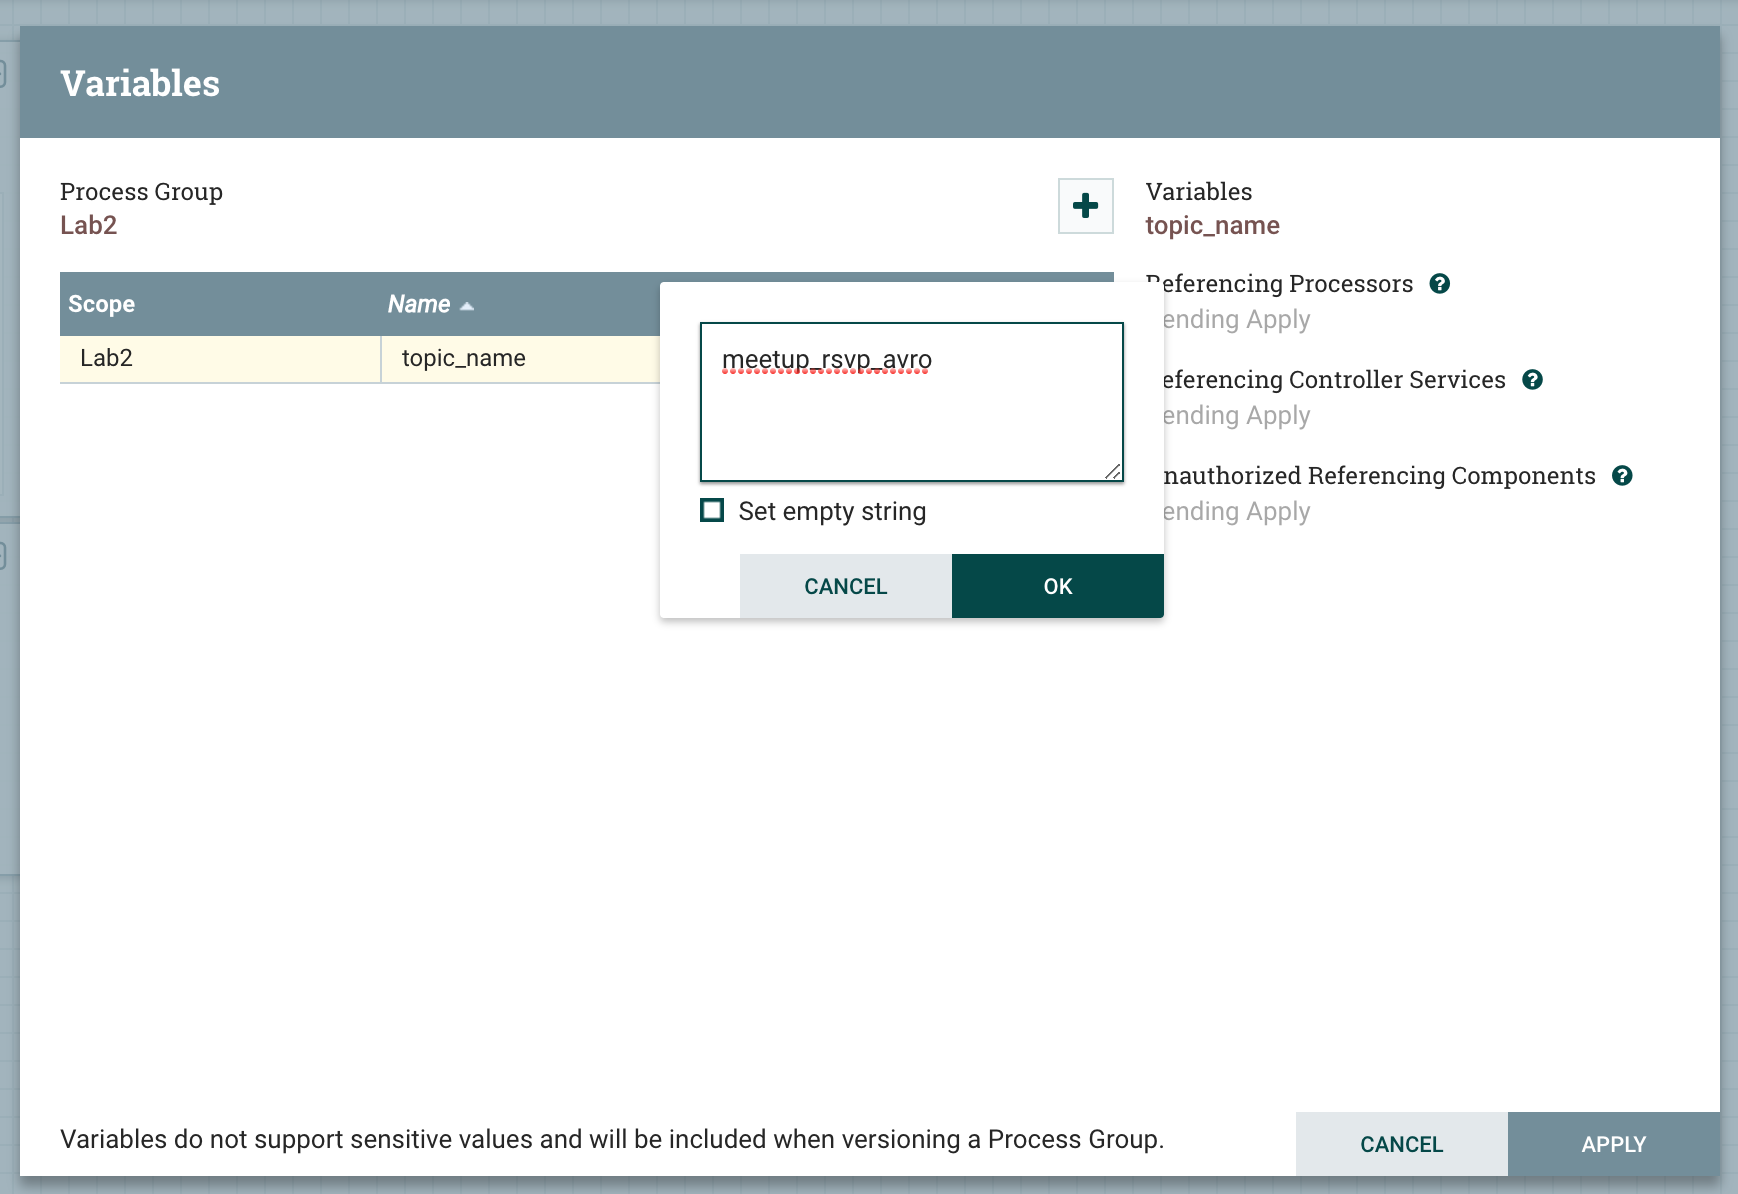 Variables
Process Group
Lab2
Variables
topic_name
Scope
Name
Lab2
topic_name
meetup_rsvp_avro
Set empty string
CANCEL
OK
Referencing Processors
ending Apply
eferencing Controller Services
ending Apply
nauthorized Referencing Components
ending Apply
Variables do not support sensitive values and will be included when versioning a Process Group.
CANCEL
APPLY